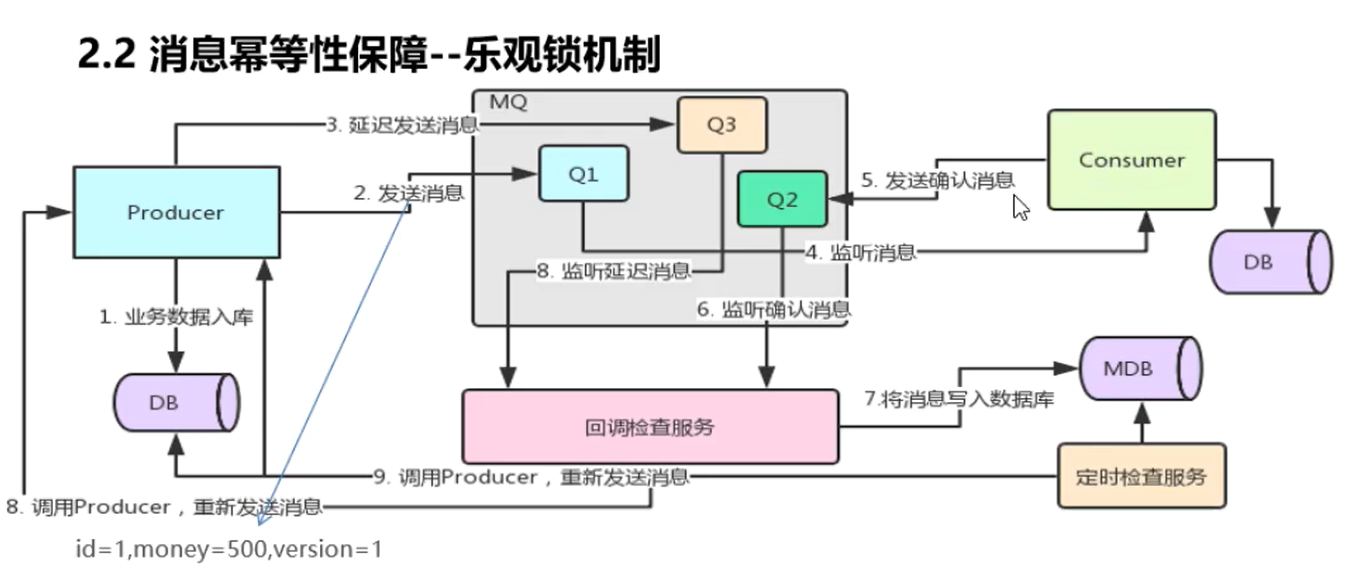 2.2 消息幂等性保障--乐观锁机制
MQ
3. 延迟发送消息
Q3
Consumer
Q1
5. 发送确认消息
2. 发送消息
Q2
Producer
4. 监听消息
DB
8. 监听延迟消息
6. 监听确认消息
1. 业务数据入库
MDB
7.将消息写入数据库
DB
回调检查服务
9. 调用Producer，重新发送消息
定时检查服务
8. 调用Producer，重新发送消息
id=1,money=500,version=1